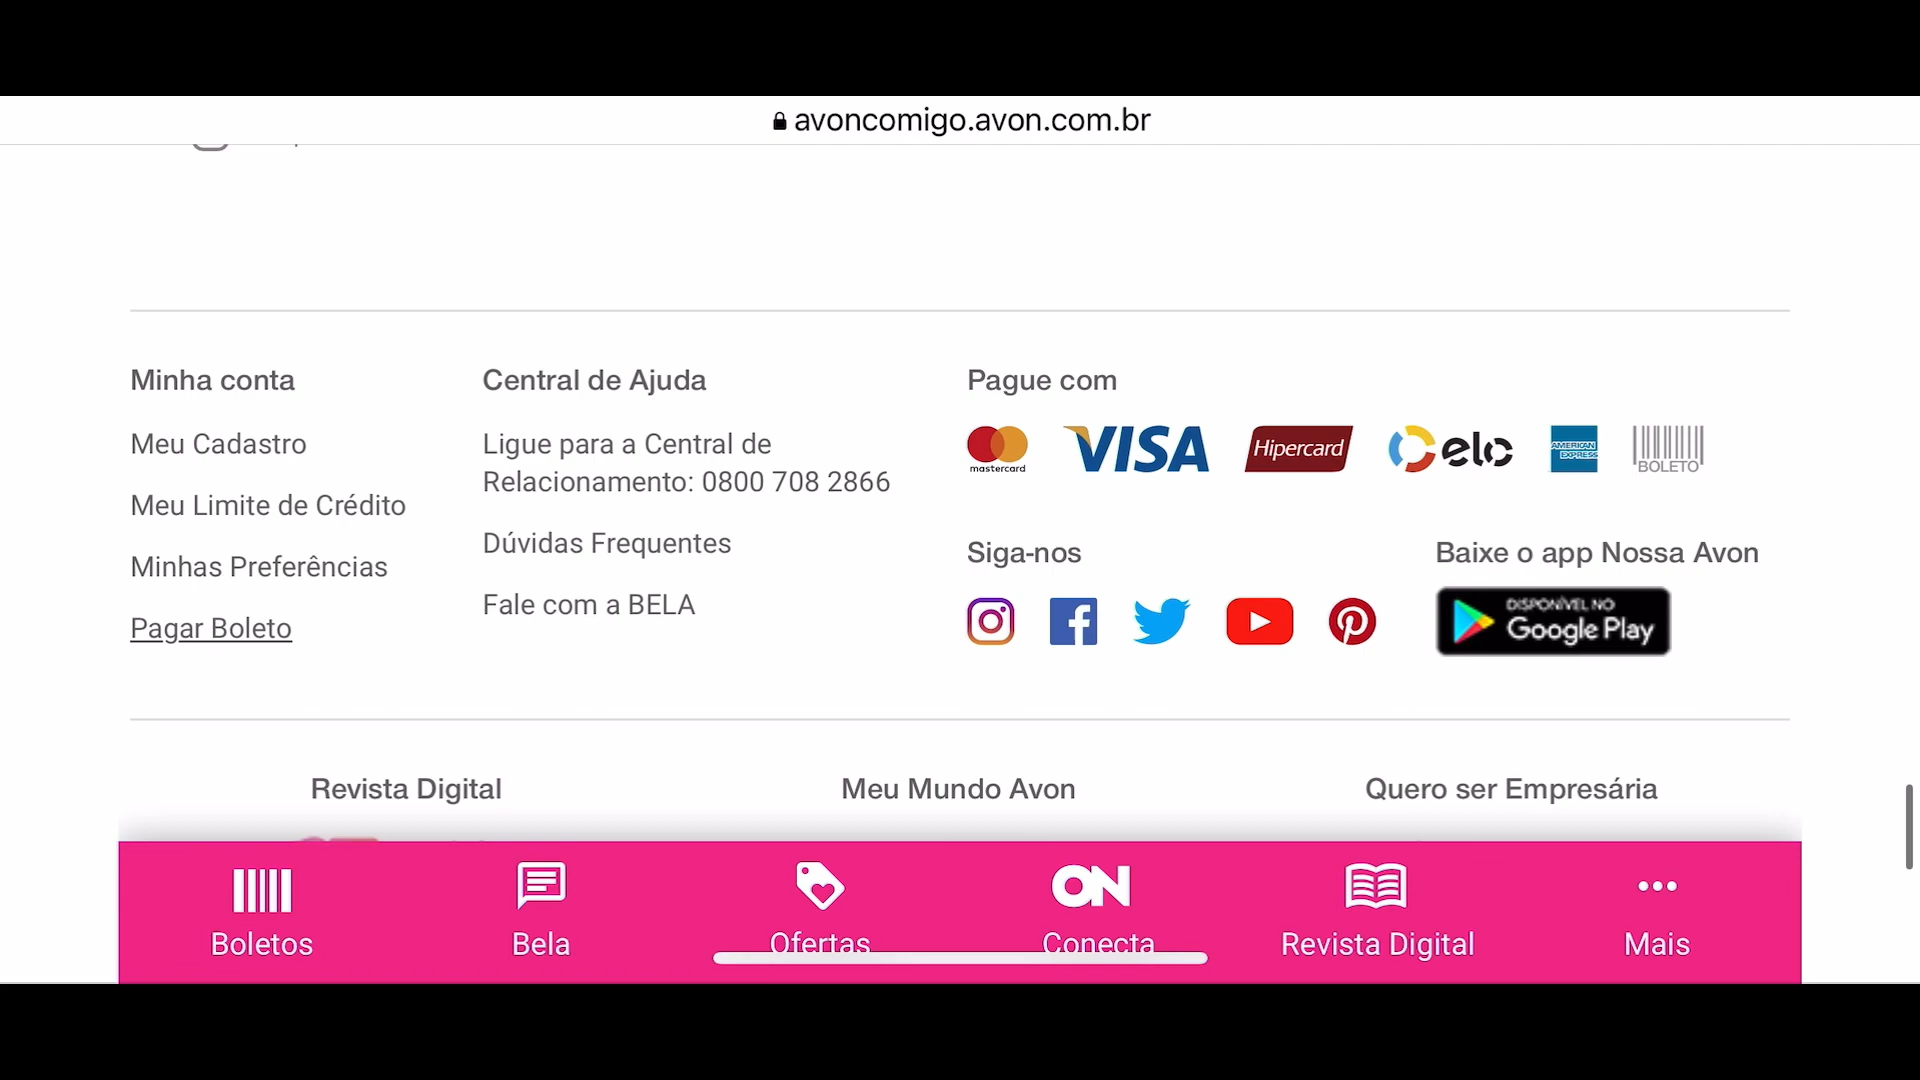 avoncomigo.avon.com.br
Minha conta
Meu Cadastro
Meu Limite de Crédito
Minhas Preferências
Pagar Boleto
Central de Ajuda
Ligue para a Central de
Relacionamento: 0800 708 2866
Dúvidas Frequentes
Fale com a BELA
Pague com
mastercard
VISA
Hipercard
elo
AMERICAN
EXPRESS
BOLETO
Siga-nos
Baixe o app Nossa Avon
DISPONÍVEL NO
Google Play
Revista Digital
Meu Mundo Avon
Quero ser Empresária
Boletos
Bela
Ofertas
ON
Conecta
Revista Digital
Mais